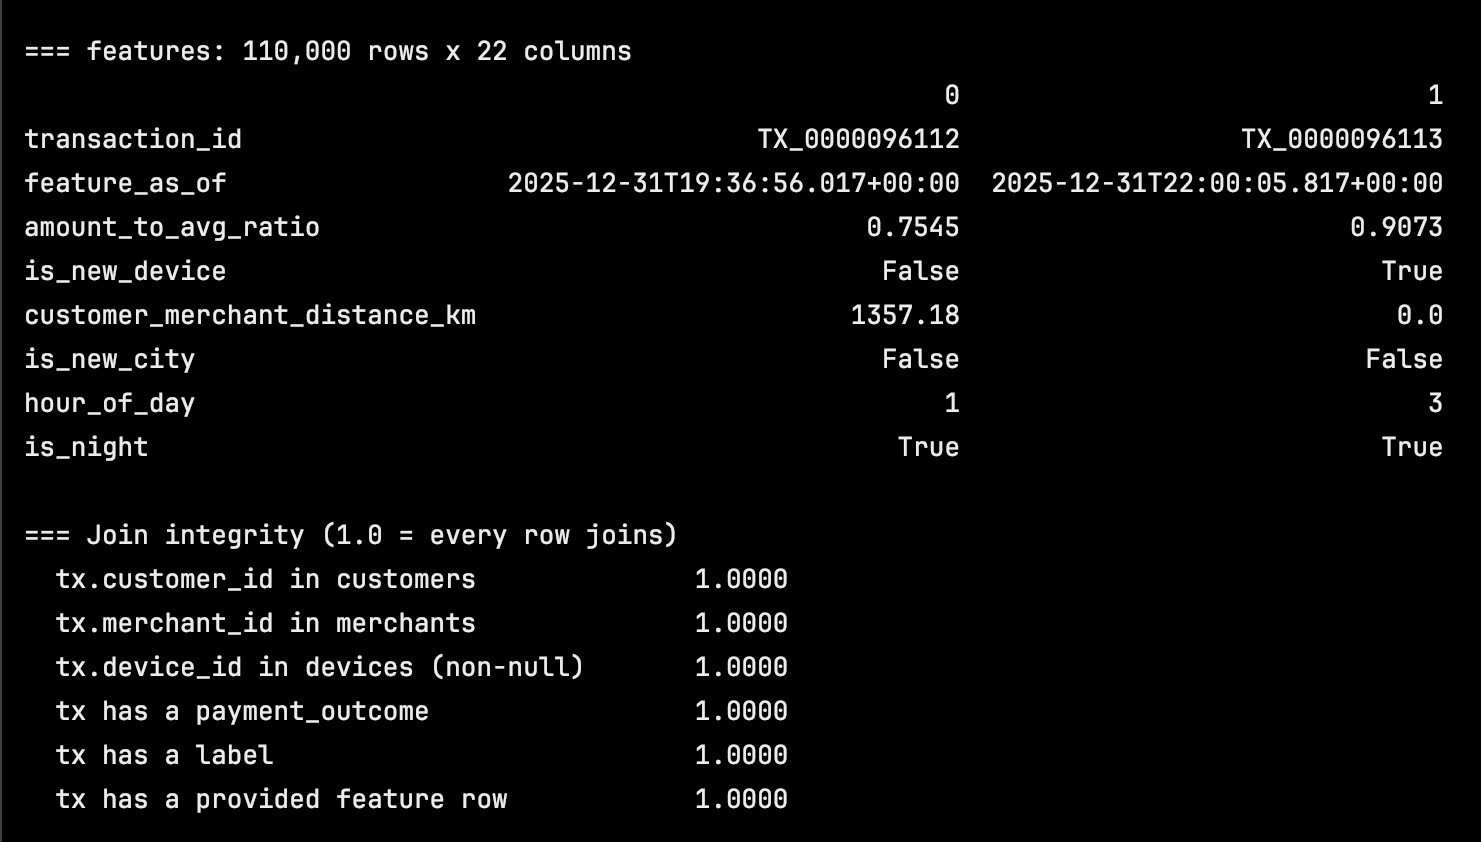 === features: 110,000 rows x 22 columns
0 1
transaction_id TX_0000096112 TX_0000096113
feature_as_of 2025-12-31T19:36:56.017+00:00 2025-12-31T22:00:05.817+00:00
amount_to_avg_ratio 0.7545 0.9073
is_new_device False True
customer_merchant_distance_km 1357.18 0.0
is_new_city False False
hour_of_day 1 3
is_night True True
=== Join integrity (1.0 = every row joins)
tx.customer_id in customers 1.0000
tx.merchant_id in merchants 1.0000
tx.device_id in devices (non-null) 1.0000
tx has a payment_outcome 1.0000
tx has a label 1.0000
tx has a provided feature row 1.0000